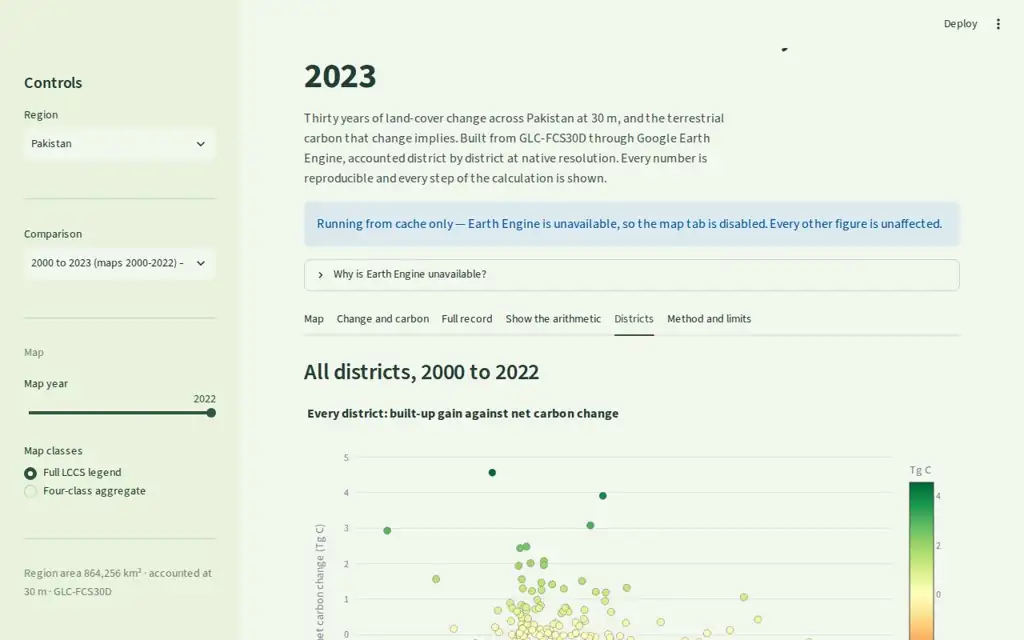 Deploy
Controls
Region
Pakistan
Comparison
2000 to 2023 (maps 2000-2022) –
Map
Map year
2022
Map classes
Full LCCS legend
Four-class aggregate
Region area 864,256 km² · accounted at
30 m · GLC-FCS30D
2023
Thirty years of land-cover change across Pakistan at 30 m, and the terrestrial
carbon that change implies. Built from GLC-FCS30D through Google Earth
Engine, accounted district by district at native resolution. Every number is
reproducible and every step of the calculation is shown.
Running from cache only — Earth Engine is unavailable, so the map tab is disabled. Every other figure is unaffected.
Why is Earth Engine unavailable?
Map Change and carbon Full record Show the arithmetic Districts Method and limits
All districts, 2000 to 2022
Every district: built-up gain against net carbon change
net carbon change (Tg C)
5
4
3
2
1
0
Tg C
4
2
0